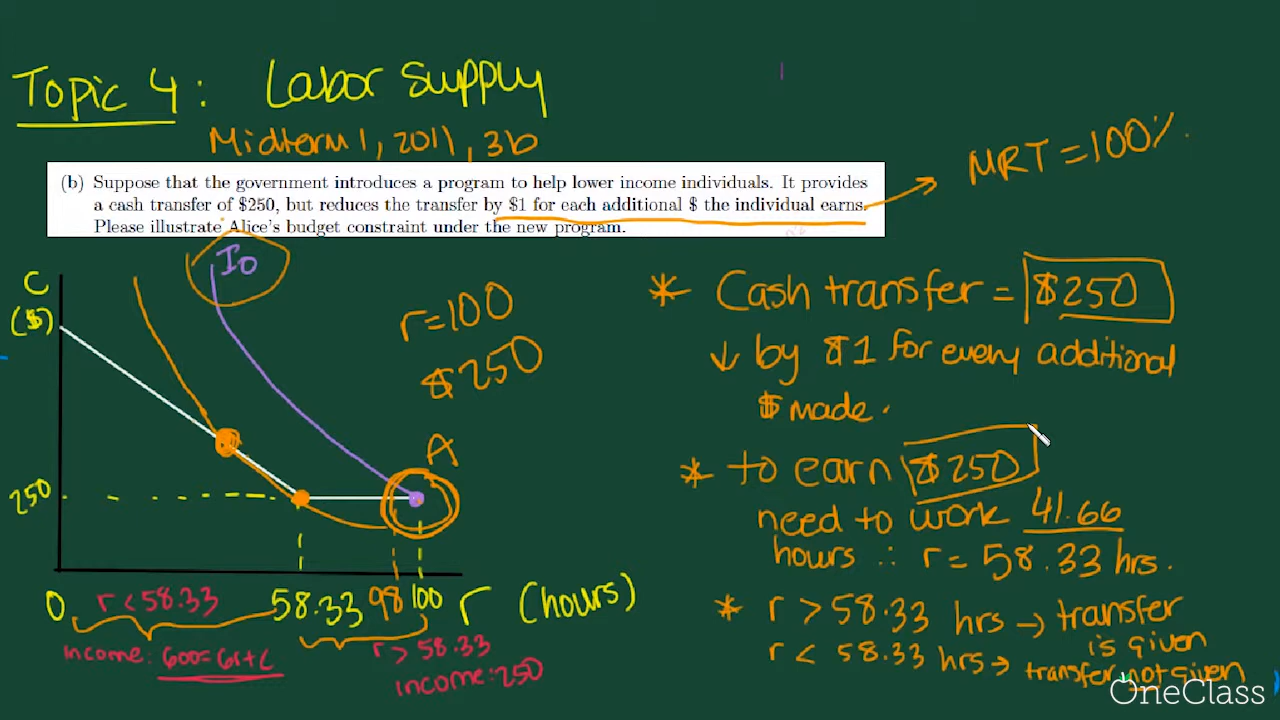 Topic 4: Labor Supply
Midterm 1, 2011, 3b
(b) Suppose that the government introduces a program to help lower income individuals. It provides
a cash transfer of $250, but reduces the transfer by $1 for each additional $ the individual earns.
Please illustrate Alice's budget constraint under the new program.
MRT = 100%.
C
($)
I0
r=100
$250
A
250
0 58.33 98 100 r (hours)
r < 58.33
income: 600=6r+C
r > 58.33
income: 250
* Cash transfer = $250
↓ by $1 for every additional
$ made.
* to earn $250
need to work 41.66
hours ∴ r = 58.33 hrs.
* r > 58.33 hrs → transfer
is given
r < 58.33 hrs → transfer not given
OneClass